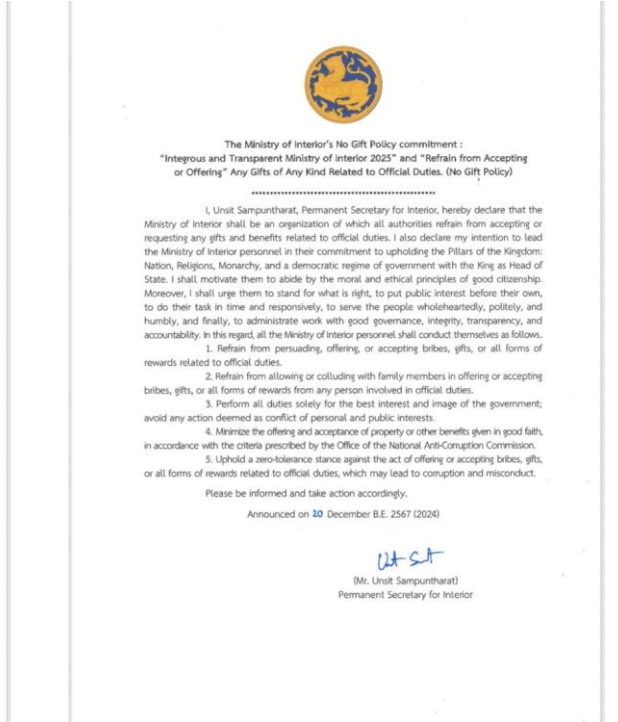 The Ministry of Interior's No Gift Policy commitment :
"Integrous and Transparent Ministry of Interior 2025" and "Refrain from Accepting
or Offering" Any Gifts of Any Kind Related to Official Duties. (No Gift Policy)
************************************************
I, Unsit Sampuntharat, Permanent Secretary for Interior, hereby declare that the
Ministry of Interior shall be an organization of which all authorities refrain from accepting or
requesting any gifts and benefits related to official duties. I also declare my intention to lead
the Ministry of Interior personnel in their commitment to upholding the Pillars of the Kingdom:
Nation, Religions, Monarchy, and a democratic regime of government with the King as Head of
State. I shall motivate them to abide by the moral and ethical principles of good citizenship.
Moreover, I shall urge them to stand for what is right, to put public interest before their own,
to do their task in time and responsively, to serve the people wholeheartedly, politely, and
humbly, and finally, to administrate work with good governance, integrity, transparency, and
accountability. In this regard, all the Ministry of Interior personnel shall conduct themselves as follows.
1. Refrain from persuading, offering, or accepting bribes, gifts, or all forms of
rewards related to official duties.
2. Refrain from allowing or colluding with family members in offering or accepting
bribes, gifts, or all forms of rewards from any person involved in official duties.
3. Perform all duties solely for the best interest and image of the government;
avoid any action deemed as conflict of personal and public interests.
4. Minimize the offering and acceptance of property or other benefits given in good faith,
in accordance with the criteria prescribed by the Office of the National Anti-Corruption Commission.
5. Uphold a zero-tolerance stance against the act of offering or accepting bribes, gifts,
or all forms of rewards related to official duties, which may lead to corruption and misconduct.
Please be informed and take action accordingly.
Announced on 20 December B.E. 2567 (2024)
(Mr. Unsit Sampuntharat)
Permanent Secretary for Interior